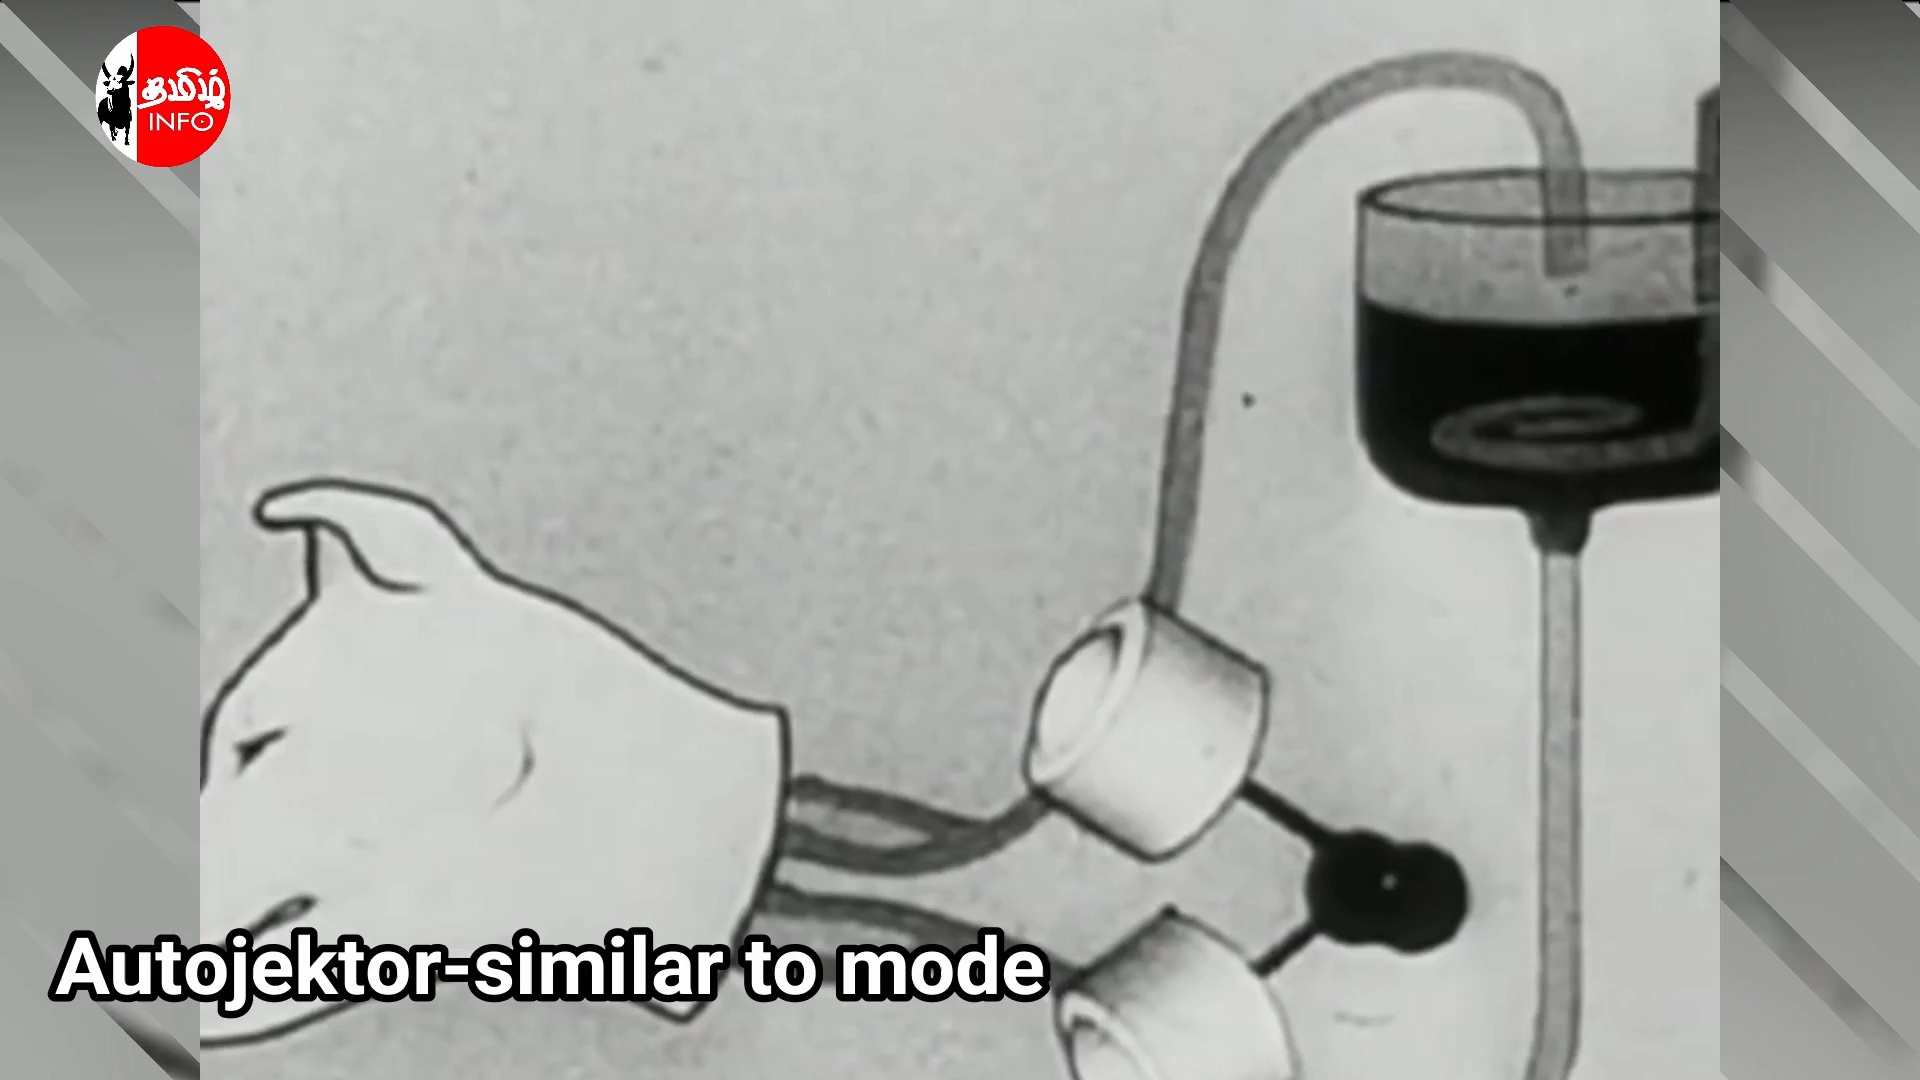 தமிழ்
INFO
Autojektor-similar to mode